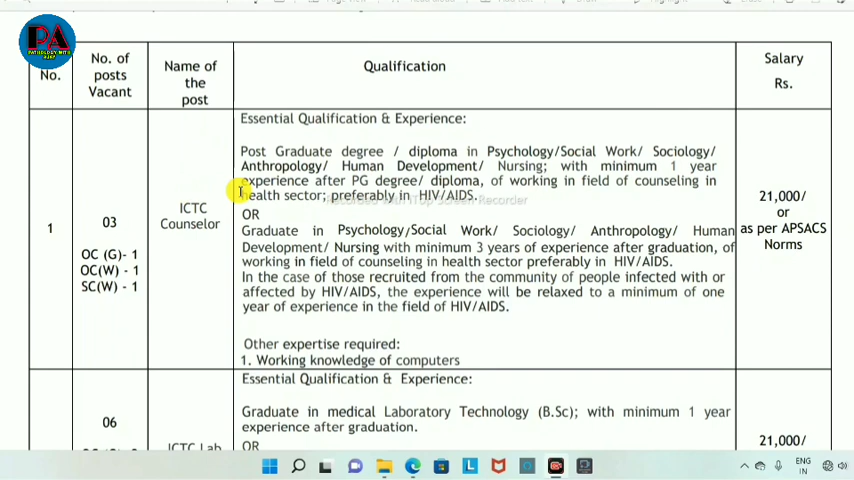 PA
PATHOLOGY WITH
No.
No. of
posts
Vacant
Name of
the
post
Qualification
Salary
Rs.
1
03
OC (G)- 1
OC(W) - 1
SC(W) - 1
ICTC
Counselor
Essential Qualification & Experience:
Post Graduate degree / diploma in Psychology/Social Work/ Sociology/
Anthropology/ Human Development/ Nursing; with minimum 1 year
experience after PG degree/ diploma, of working in field of counseling in
health sector; preferably in HIV/AIDS.
Recorded with iTop Screen Recorder
OR
Graduate in Psychology/Social Work/ Sociology/ Anthropology/ Human
Development/ Nursing with minimum 3 years of experience after graduation, of
working in field of counseling in health sector preferably in HIV/AIDS.
In the case of those recruited from the community of people infected with or
affected by HIV/AIDS, the experience will be relaxed to a minimum of one
year of experience in the field of HIV/AIDS.
Other expertise required:
1. Working knowledge of computers
21,000/
or
as per APSACS
Norms
06
ICTC Lab
Essential Qualification & Experience:
Graduate in medical Laboratory Technology (B.Sc); with minimum 1 year
experience after graduation.
OR
21,000/
ENG
IN